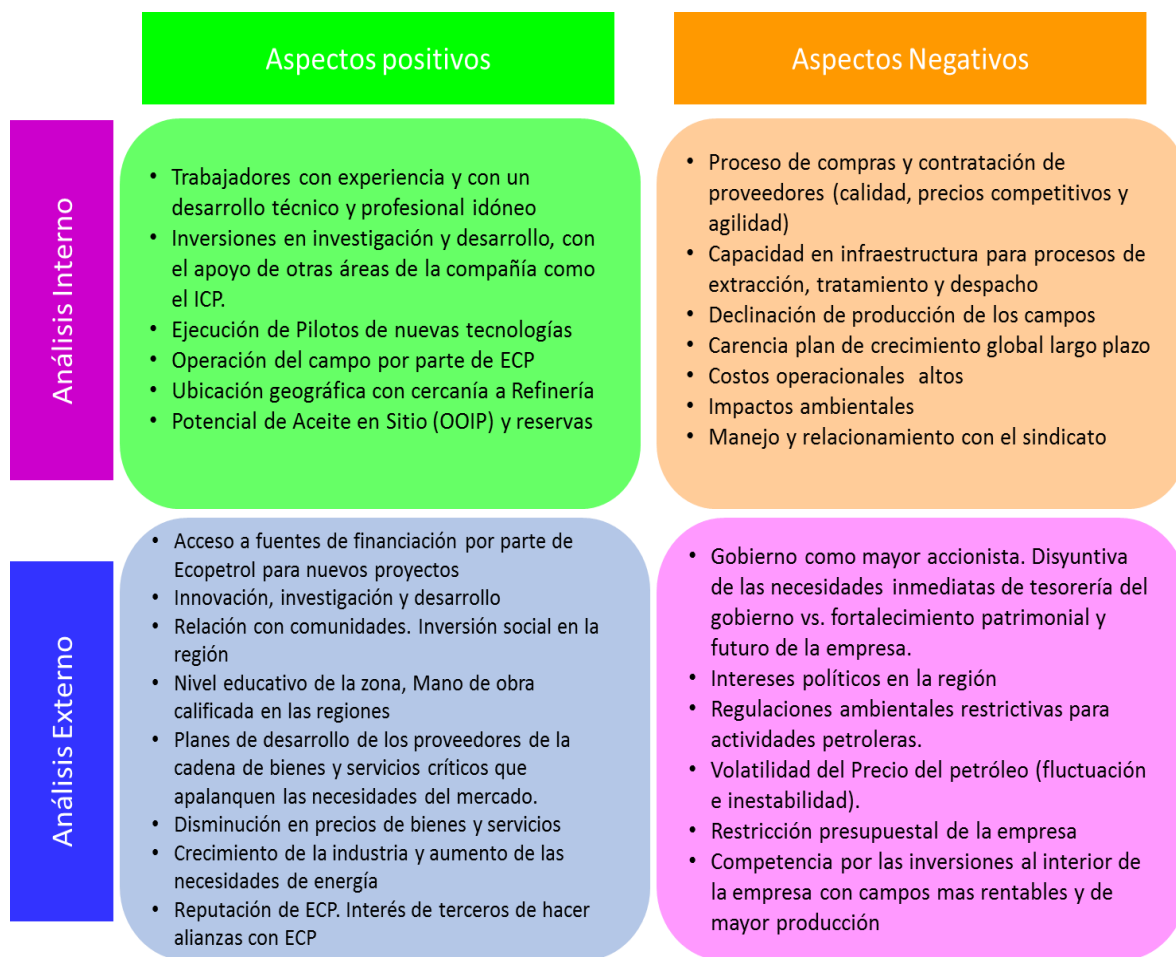 Aspectos positivos
Aspectos Negativos
Análisis Interno
• Trabajadores con experiencia y con un
desarrollo técnico y profesional idóneo
• Inversiones en investigación y desarrollo, con
el apoyo de otras áreas de la compañía como
el ICP.
• Ejecución de Pilotos de nuevas tecnologías
• Operación del campo por parte de ECP
• Ubicación geográfica con cercanía a Refinería
• Potencial de Aceite en Sitio (OOIP) y reservas
• Proceso de compras y contratación de
proveedores (calidad, precios competitivos y
agilidad)
• Capacidad en infraestructura para procesos de
extracción, tratamiento y despacho
• Declinación de producción de los campos
• Carencia plan de crecimiento global largo plazo
• Costos operacionales altos
• Impactos ambientales
• Manejo y relacionamiento con el sindicato
Análisis Externo
• Acceso a fuentes de financiación por parte de
Ecopetrol para nuevos proyectos
• Innovación, investigación y desarrollo
• Relación con comunidades. Inversión social en la
región
• Nivel educativo de la zona, Mano de obra
calificada en las regiones
• Planes de desarrollo de los proveedores de la
cadena de bienes y servicios críticos que
apalanquen las necesidades del mercado.
• Disminución en precios de bienes y servicios
• Crecimiento de la industria y aumento de las
necesidades de energía
• Reputación de ECP. Interés de terceros de hacer
alianzas con ECP
• Gobierno como mayor accionista. Disyuntiva
de las necesidades inmediatas de tesorería del
gobierno vs. fortalecimiento patrimonial y
futuro de la empresa.
• Intereses políticos en la región
• Regulaciones ambientales restrictivas para
actividades petroleras.
• Volatilidad del Precio del petróleo (fluctuación
e inestabilidad).
• Restricción presupuestal de la empresa
• Competencia por las inversiones al interior de
la empresa con campos mas rentables y de
mayor producción